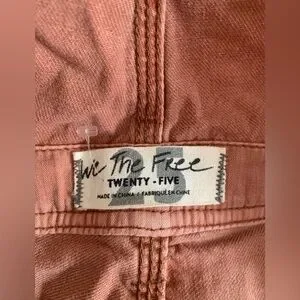 We The Free
25
TWENTY - FIVE
MADE IN CHINA / FABRIQUÉ EN CHINE